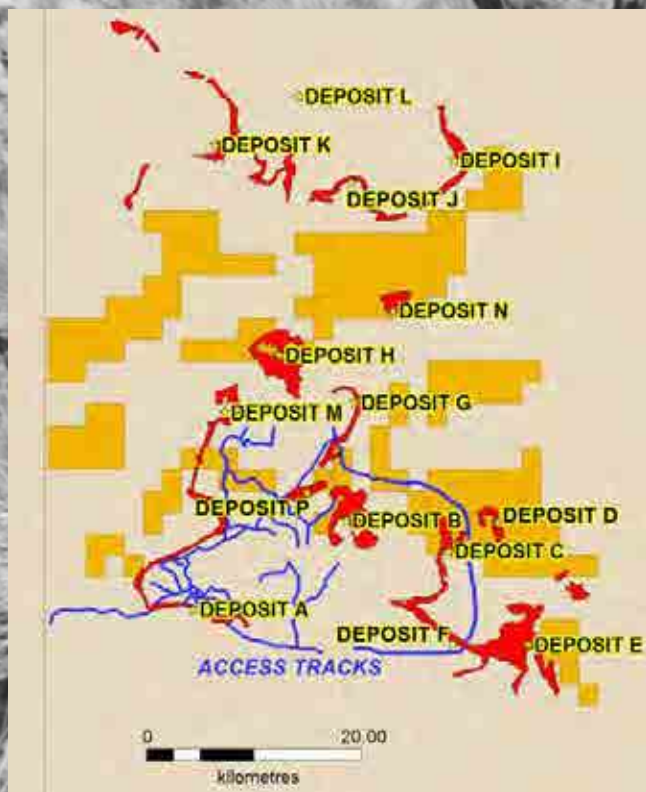 DEPOSIT L
DEPOSIT K
DEPOSIT I
DEPOSIT J
DEPOSIT N
DEPOSIT H
DEPOSIT G
DEPOSIT M
DEPOSIT P
DEPOSIT B
DEPOSIT D
DEPOSIT C
DEPOSIT A
DEPOSIT F
DEPOSIT E
ACCESS TRACKS
0 20.00
kilometres